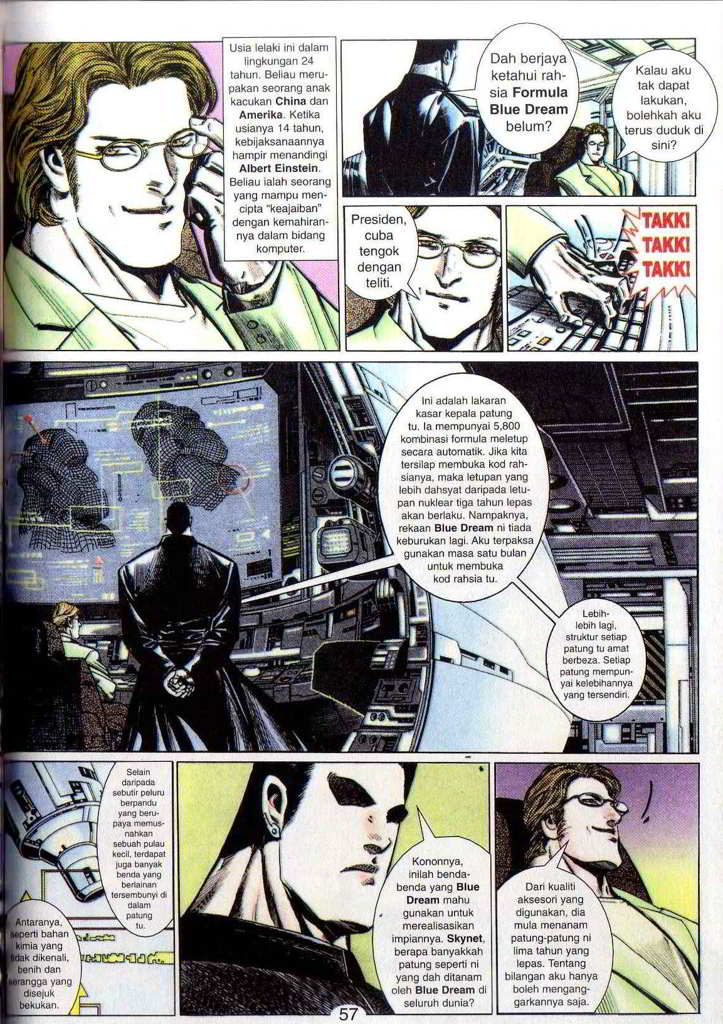 Usia lelaki ini dalam
lingkungan 24
tahun. Beliau meru-
pakan seorang anak
kacukan China dan
Amerika. Ketika
usianya 14 tahun,
kebijaksanaannya
hampir menandingi
Albert Einstein.
Beliau ialah seorang
yang mampu men-
cipta "keajaiban"
dengan kemahiran-
nya dalam bidang
komputer.
Dah berjaya
ketahui rah-
sia Formula
Blue Dream
belum?
Kalau aku
tak dapat
lakukan,
bolehkah aku
terus duduk di
sini?
Presiden,
cuba
tengok
dengan
teliti.
TAKK!
TAKK!
TAKK!
Ini adalah lakaran
kasar kepala patung
tu. Ia mempunyai 5,800
kombinasi formula meletup
secara automatik. Jika kita
tersilap membuka kod rah-
sianya, maka letupan yang
lebih dahsyat daripada letu-
pan nuklear tiga tahun lepas
akan berlaku. Nampaknya,
rekaan Blue Dream ni tiada
keburukan lagi. Aku terpaksa
gunakan masa satu bulan
untuk membuka
kod rahsia tu.
Lebih-
lebih lagi,
struktur setiap
patung tu amat
berbeza. Setiap
patung mempun-
yai kelebihannya
yang tersendiri.
Selain
daripada
sebutir peluru
berpandu
yang beru-
paya memus-
nahkan
sebuah pulau
kecil, terdapat
juga banyak
benda yang
berlainan
tersembunyi di
dalam
patung
tu.
Antaranya,
seperti bahan
kimia yang
tidak dikenali,
benih dan
serangga yang
disejuk
bekukan.
Kononnya,
inilah benda-
benda yang Blue
Dream mahu
gunakan untuk
merealisasikan
impiannya. Skynet,
berapa banyakkah
patung seperti ni
yang dah ditanam
oleh Blue Dream di
seluruh dunia?
Dari kualiti
aksesori yang
digunakan, dia
mula menanam
patung-patung ni
lima tahun yang
lepas. Tentang
bilangan aku hanya
boleh mengang-
garkannya saja.
57